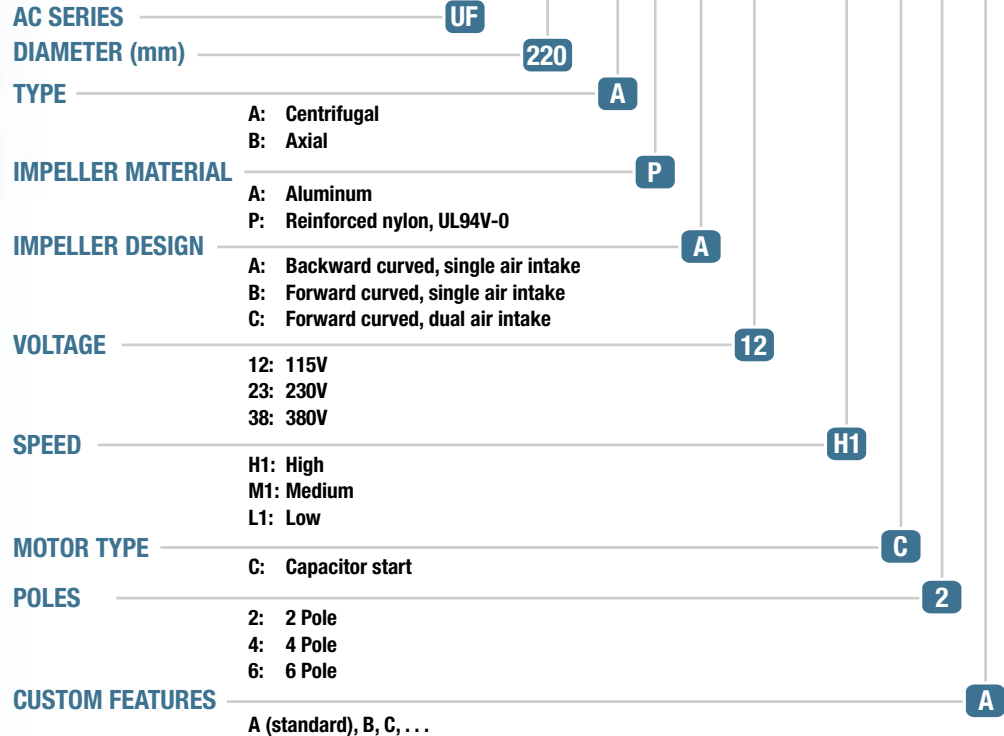 AC SERIES UF
DIAMETER (mm) 220
TYPE A
A: Centrifugal
B: Axial
IMPELLER MATERIAL P
A: Aluminum
P: Reinforced nylon, UL94V-0
IMPELLER DESIGN A
A: Backward curved, single air intake
B: Forward curved, single air intake
C: Forward curved, dual air intake
VOLTAGE 12
12: 115V
23: 230V
38: 380V
SPEED H1
H1: High
M1: Medium
L1: Low
MOTOR TYPE C
C: Capacitor start
POLES 2
2: 2 Pole
4: 4 Pole
6: 6 Pole
CUSTOM FEATURES A
A (standard), B, C, . . .